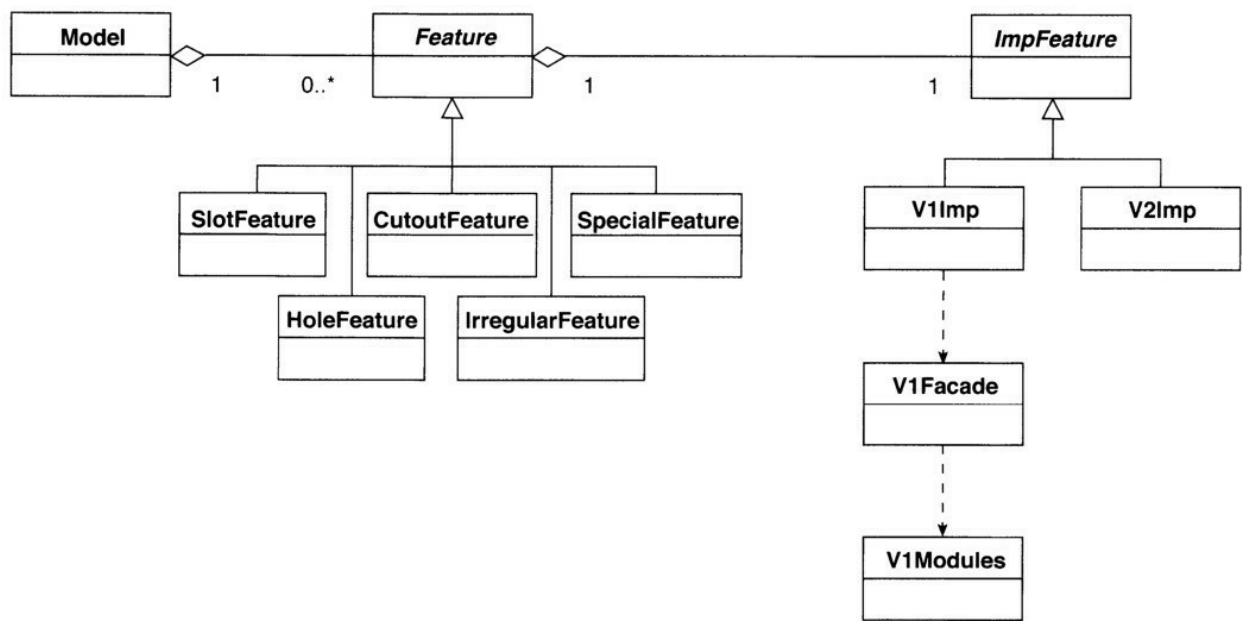 Model
Feature
ImpFeature
1
0..*
1
1
SlotFeature
CutoutFeature
SpecialFeature
V1Imp
V2Imp
HoleFeature
IrregularFeature
V1Facade
V1Modules